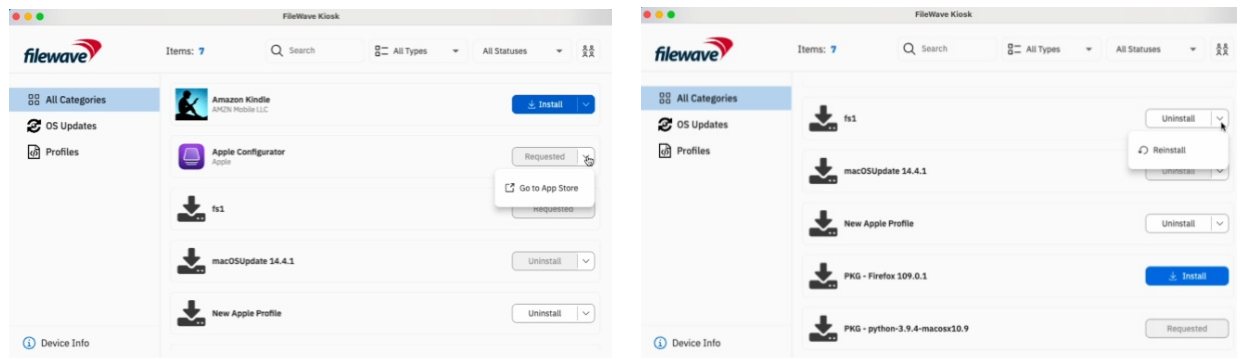 FileWave Kiosk
filewave
Items: 7
Search
All Types
All Statuses
All Categories
OS Updates
Profiles
Amazon Kindle
AMZN Mobile LLC
Install
Apple Configurator
Apple
Requested
Go to App Store
fs1
Requested
macOSUpdate 14.4.1
Uninstall
New Apple Profile
Uninstall
Device Info
FileWave Kiosk
filewave
Items: 7
Search
All Types
All Statuses
All Categories
OS Updates
Profiles
fs1
Uninstall
Reinstall
macOSUpdate 14.4.1
Uninstall
New Apple Profile
Uninstall
PKG - Firefox 109.0.1
Install
PKG - python-3.9.4-macosx10.9
Requested
Device Info